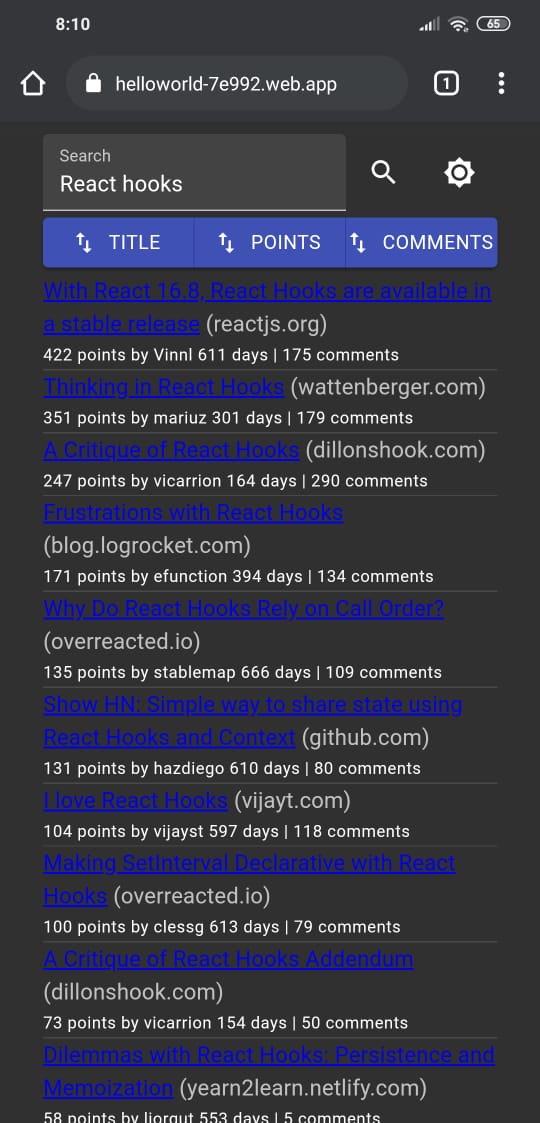 8:10
65
helloworld-7e992.web.app
1
Search
React hooks
TITLE POINTS COMMENTS
With React 16.8, React Hooks are available in
a stable release (reactjs.org)
422 points by Vinnl 611 days | 175 comments
Thinking in React Hooks (wattenberger.com)
351 points by mariuz 301 days | 179 comments
A Critique of React Hooks (dillonshook.com)
247 points by vicarrion 164 days | 290 comments
Frustrations with React Hooks
(blog.logrocket.com)
171 points by efunction 394 days | 134 comments
Why Do React Hooks Rely on Call Order?
(overreacted.io)
135 points by stablemap 666 days | 109 comments
Show HN: Simple way to share state using
React Hooks and Context (github.com)
131 points by hazdiego 610 days | 80 comments
I love React Hooks (vijayt.com)
104 points by vijayst 597 days | 118 comments
Making SetInterval Declarative with React
Hooks (overreacted.io)
100 points by clessg 613 days | 79 comments
A Critique of React Hooks Addendum
(dillonshook.com)
73 points by vicarrion 154 days | 50 comments
Dilemmas with React Hooks: Persistence and
Memoization (yearn2learn.netlify.com)
58 points by liorgut 553 days | 5 comments